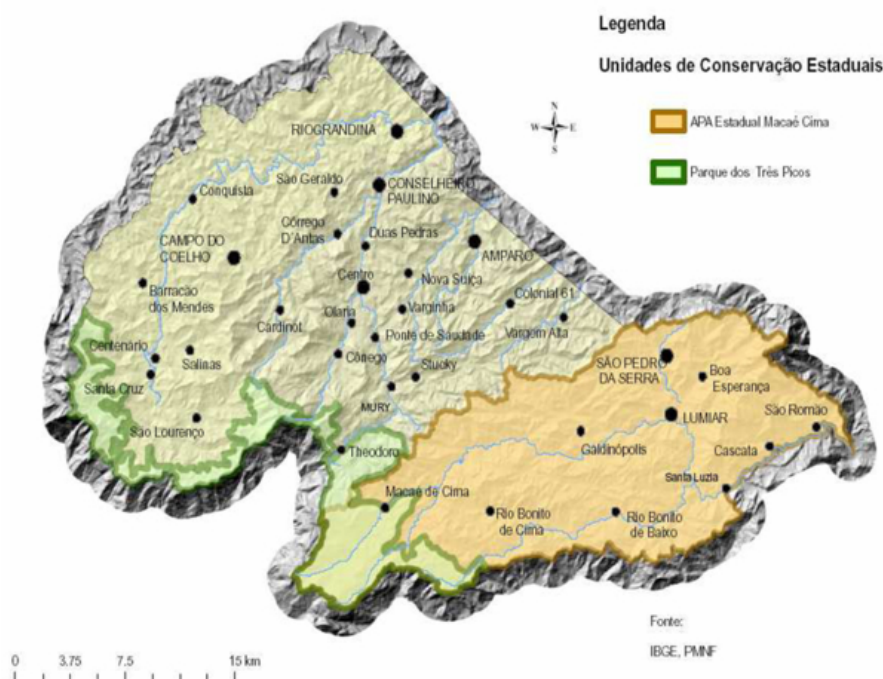 Legenda
Unidades de Conservação Estaduais
APA Estadual Macaé Cima
Parque dos Três Picos
N
W E
S
RIOGRANDINA
São Geraldo
Conquista
CONSELHEIRO
PAULINO
Córrego
D'Antas
Duas Pedras
CAMPO DO
COELHO
AMPARO
Centro
Nova Suíça
Barracão
dos Mendes
Colonial 61
Varginha
Olaria
Cardinot
Vargem Alta
Ponte de Saudade
Centenário
Salinas
Cônego
Stucky
SÃO PEDRO
DA SERRA
Boa
Esperança
Santa Cruz
MURY
São Lourenço
LUMIAR
São Romão
Theodoro
Galdinópolis
Cascata
Santa Luzia
Macaé de Cima
Rio Bonito
de Cima
Rio Bonito
de Baixo
Fonte:
IBGE, PMNF
0 3.75 7.5 15 km